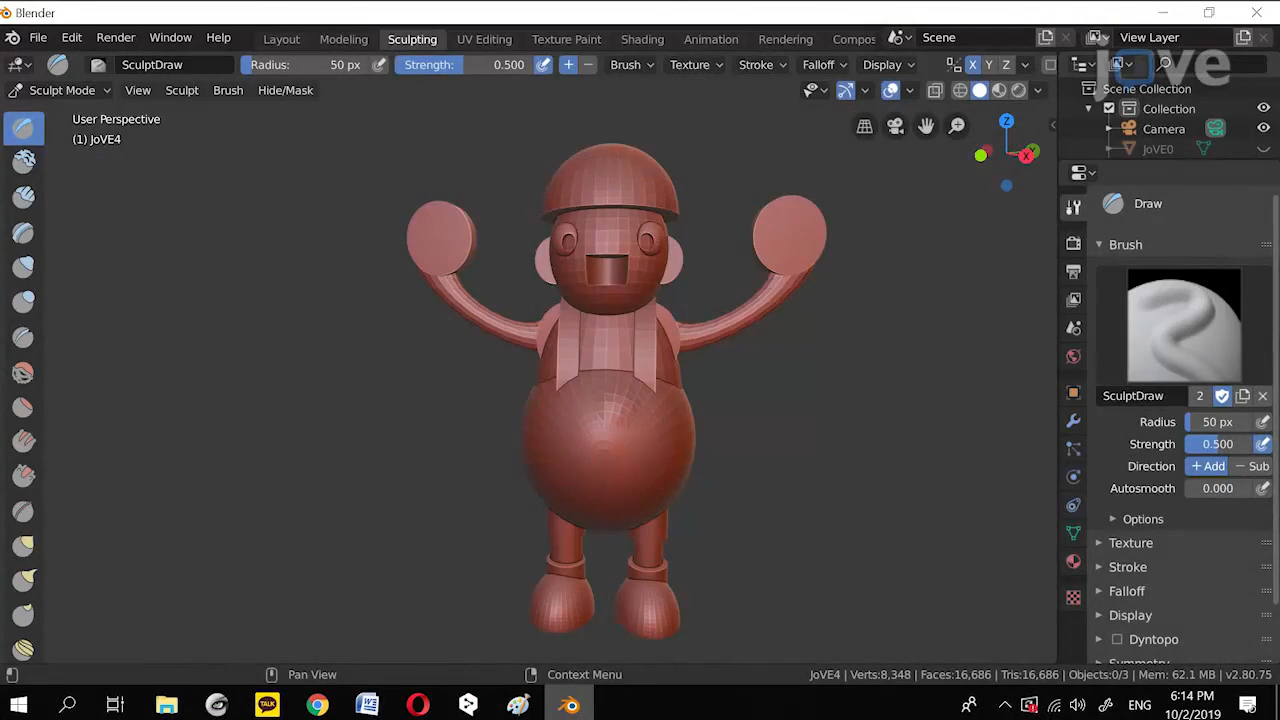 Blender
File Edit Render Window Help Layout Modeling Sculpting UV Editing Texture Paint Shading Animation Rendering Compos Scene View Layer
SculptDraw Radius: 50 px Strength: 0.500 Brush Texture Stroke Falloff Display X Y Z
jove
Sculpt Mode View Sculpt Brush Hide/Mask
Scene Collection
Collection
Camera
JoVE0
User Perspective
(1) JoVE4
Z
X
Draw
Brush
SculptDraw 2
Radius 50 px
Strength 0.500
Direction + Add − Sub
Autosmooth 0.000
Options
Texture
Stroke
Falloff
Display
Dyntopo
Pan View Context Menu JoVE4 | Verts:8,348 | Faces:16,686 | Tris:16,686 | Objects:0/3 | Mem: 62.1 MB | v2.80.75
TALK
ENG
6:14 PM
10/2/2019